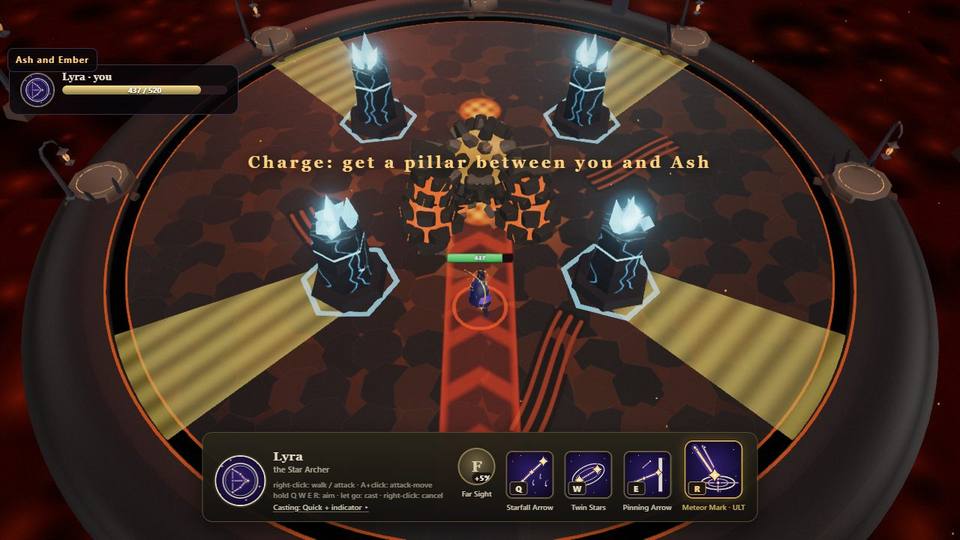 Ash and Ember
Lyra · you
437 / 520
Charge: get a pillar between you and Ash
437
Lyra
the Star Archer
right-click: walk / attack · A+click: attack-move
hold Q W E R: aim · let go: cast · right-click: cancel
Casting: Quick + indicator
F
+5%
Far Sight
Q
Starfall Arrow
W
Twin Stars
E
Pinning Arrow
R
Meteor Mark · ULT